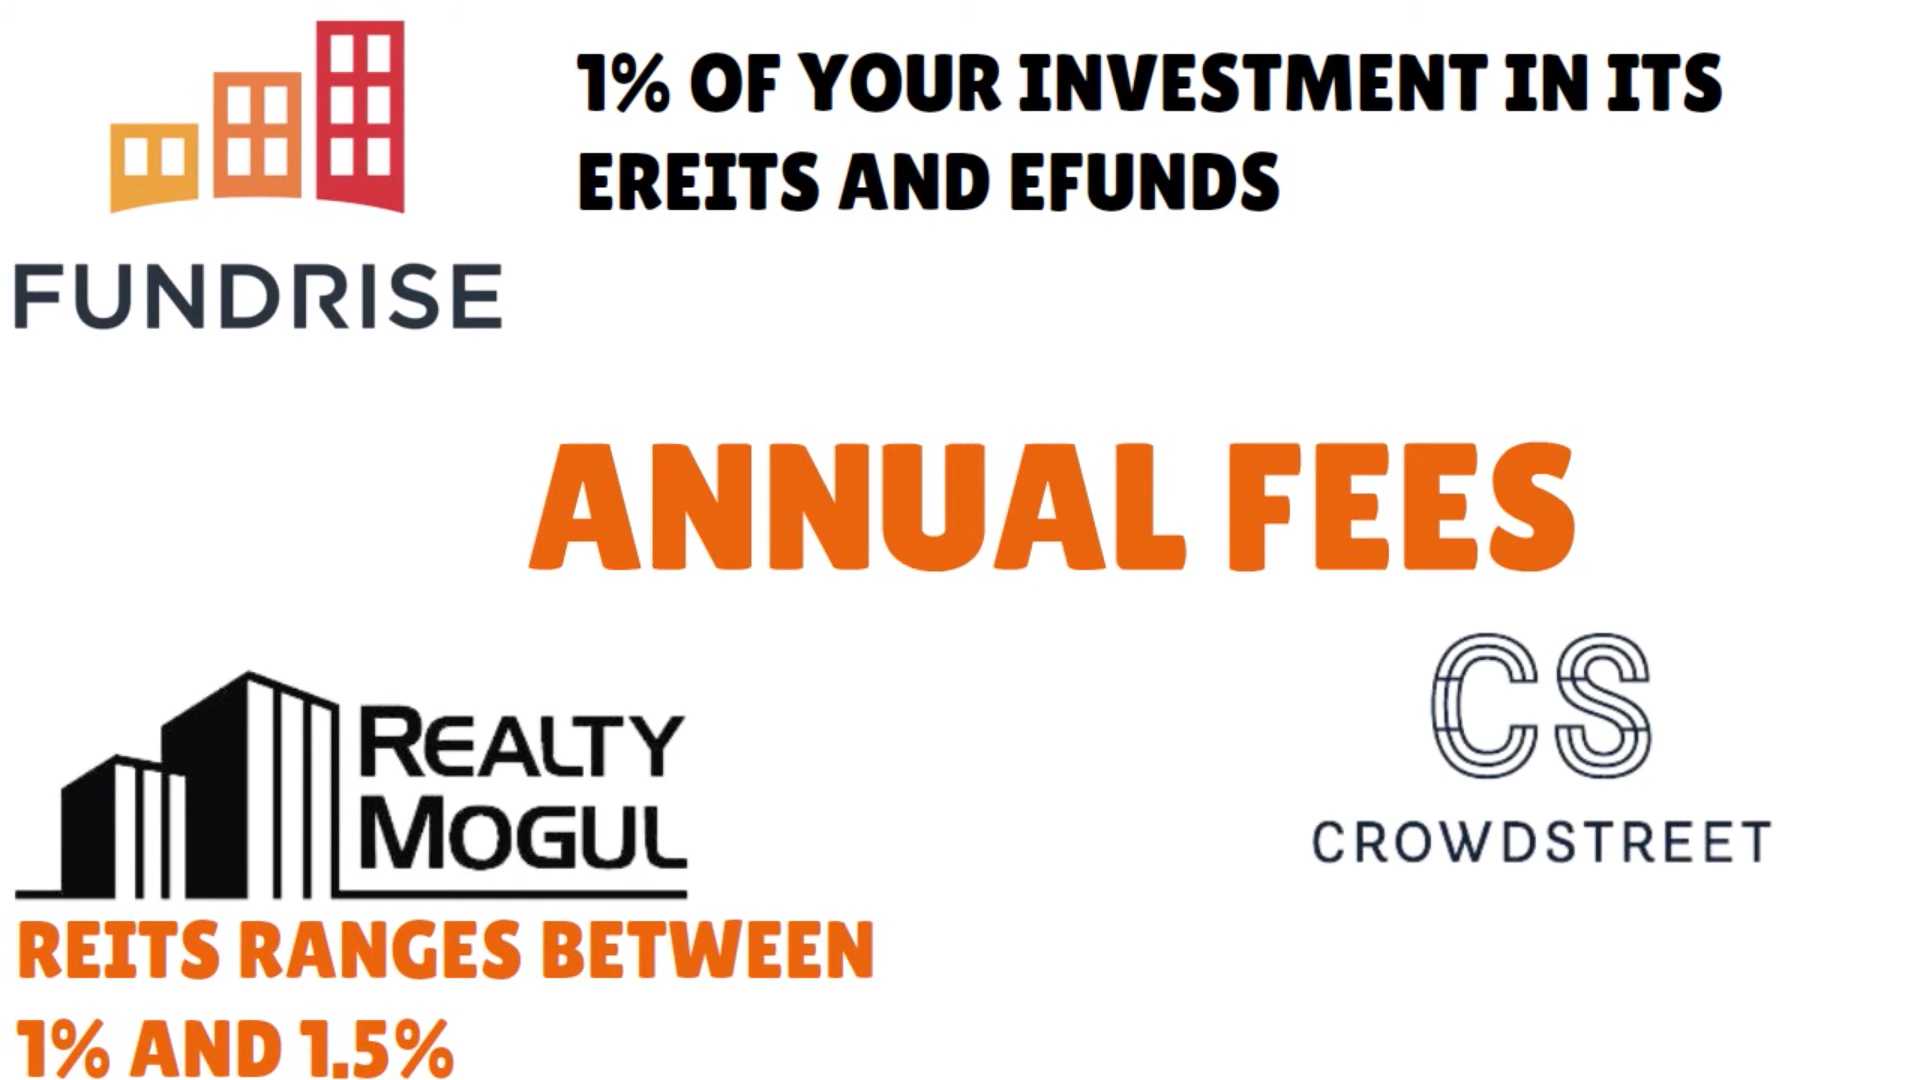 1% OF YOUR INVESTMENT IN ITS
EREITS AND EFUNDS
FUNDRISE
ANNUAL FEES
REALTY
MOGUL
CS
CROWDSTREET
REITS RANGES BETWEEN
1% AND 1.5%